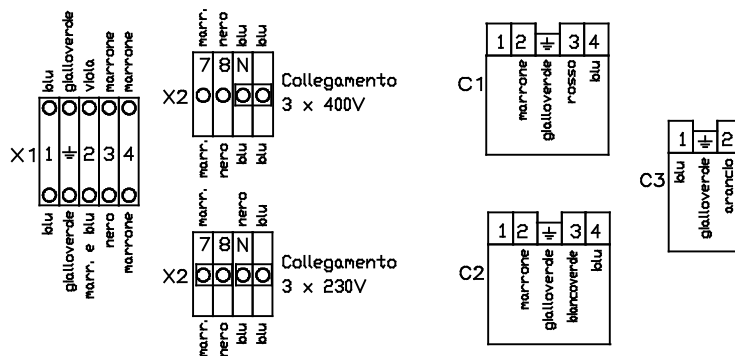 blu
gialloverde
viola
marrone
marrone
X1
1
2
3
4
blu
gialloverde
marr. e blu
nero
marrone
marr.
nero
blu
blu
7 8 N
X2
Collegamento
3 x 400V
marr.
nero
blu
blu
marr.
nero
blu
7 8 N
X2
Collegamento
3 x 230V
marr.
nero
blu
blu
C1
1 2 3 4
marrone
gialloverde
rosso
blu
C2
1 2 3 4
marrone
gialloverde
biancoverde
blu
C3
1 2
blu
gialloverde
arancio